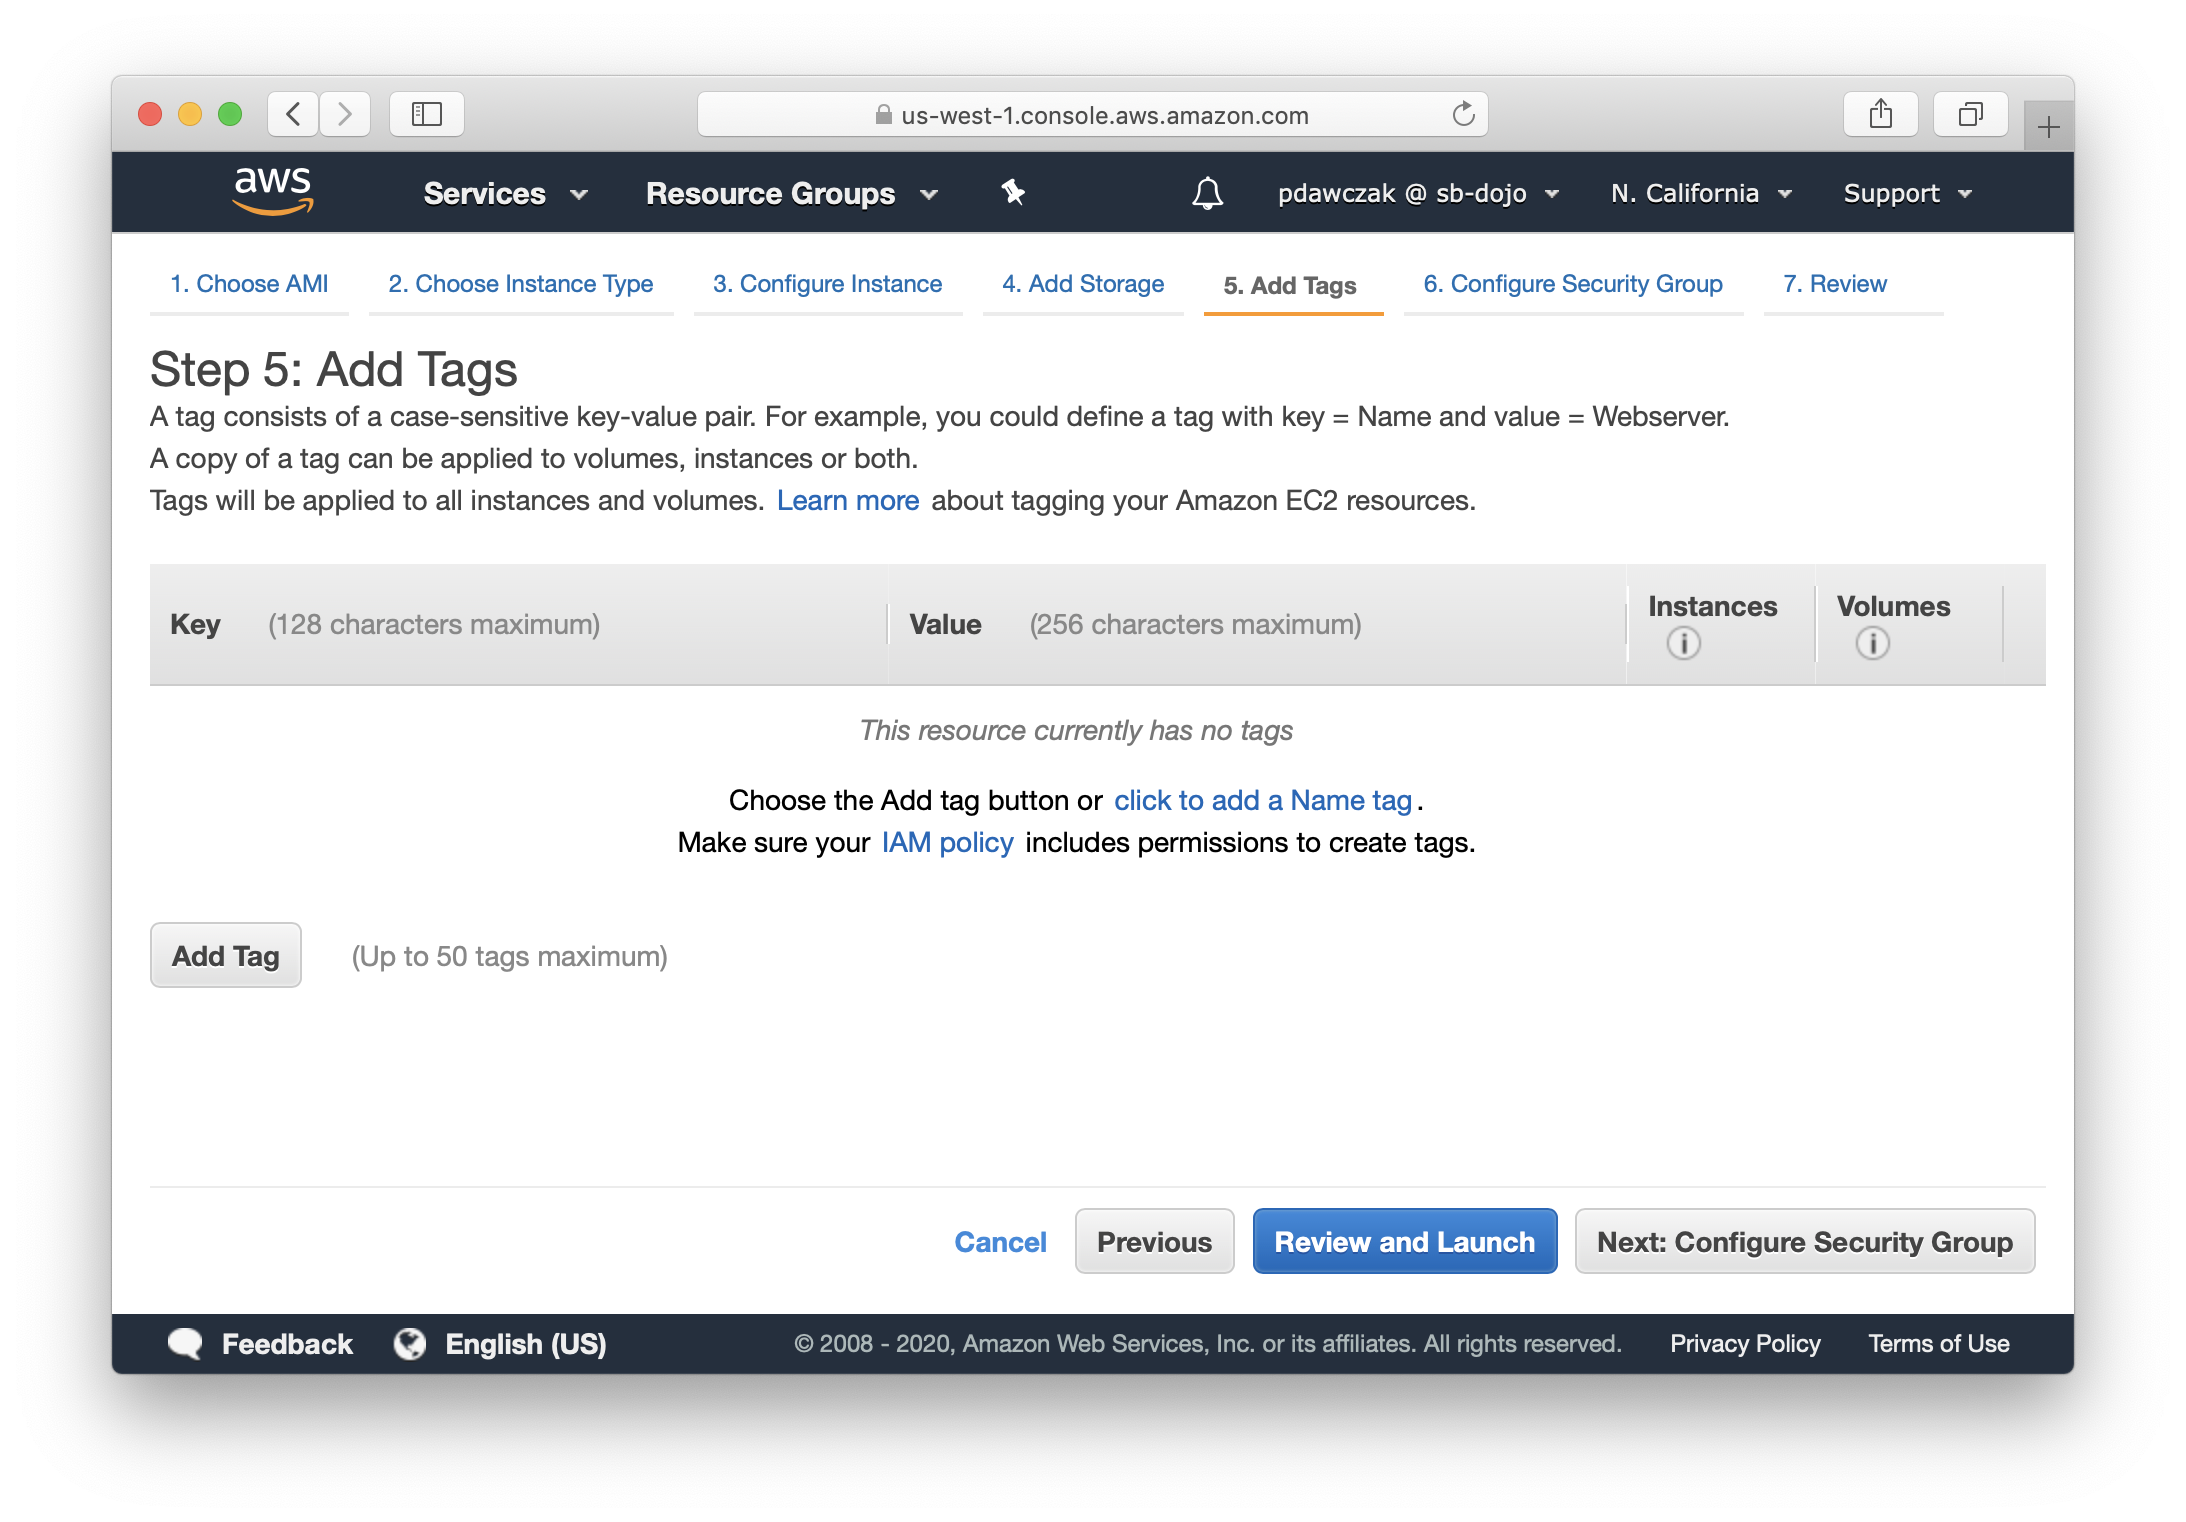 us-west-1.console.aws.amazon.com
aws Services Resource Groups pdawczak @ sb-dojo N. California Support
1. Choose AMI 2. Choose Instance Type 3. Configure Instance 4. Add Storage 5. Add Tags 6. Configure Security Group 7. Review
Step 5: Add Tags
A tag consists of a case-sensitive key-value pair. For example, you could define a tag with key = Name and value = Webserver.
A copy of a tag can be applied to volumes, instances or both.
Tags will be applied to all instances and volumes. Learn more about tagging your Amazon EC2 resources.
Key (128 characters maximum) Value (256 characters maximum) Instances Volumes
This resource currently has no tags
Choose the Add tag button or click to add a Name tag.
Make sure your IAM policy includes permissions to create tags.
Add Tag (Up to 50 tags maximum)
Cancel Previous Review and Launch Next: Configure Security Group
Feedback English (US) © 2008 - 2020, Amazon Web Services, Inc. or its affiliates. All rights reserved. Privacy Policy Terms of Use